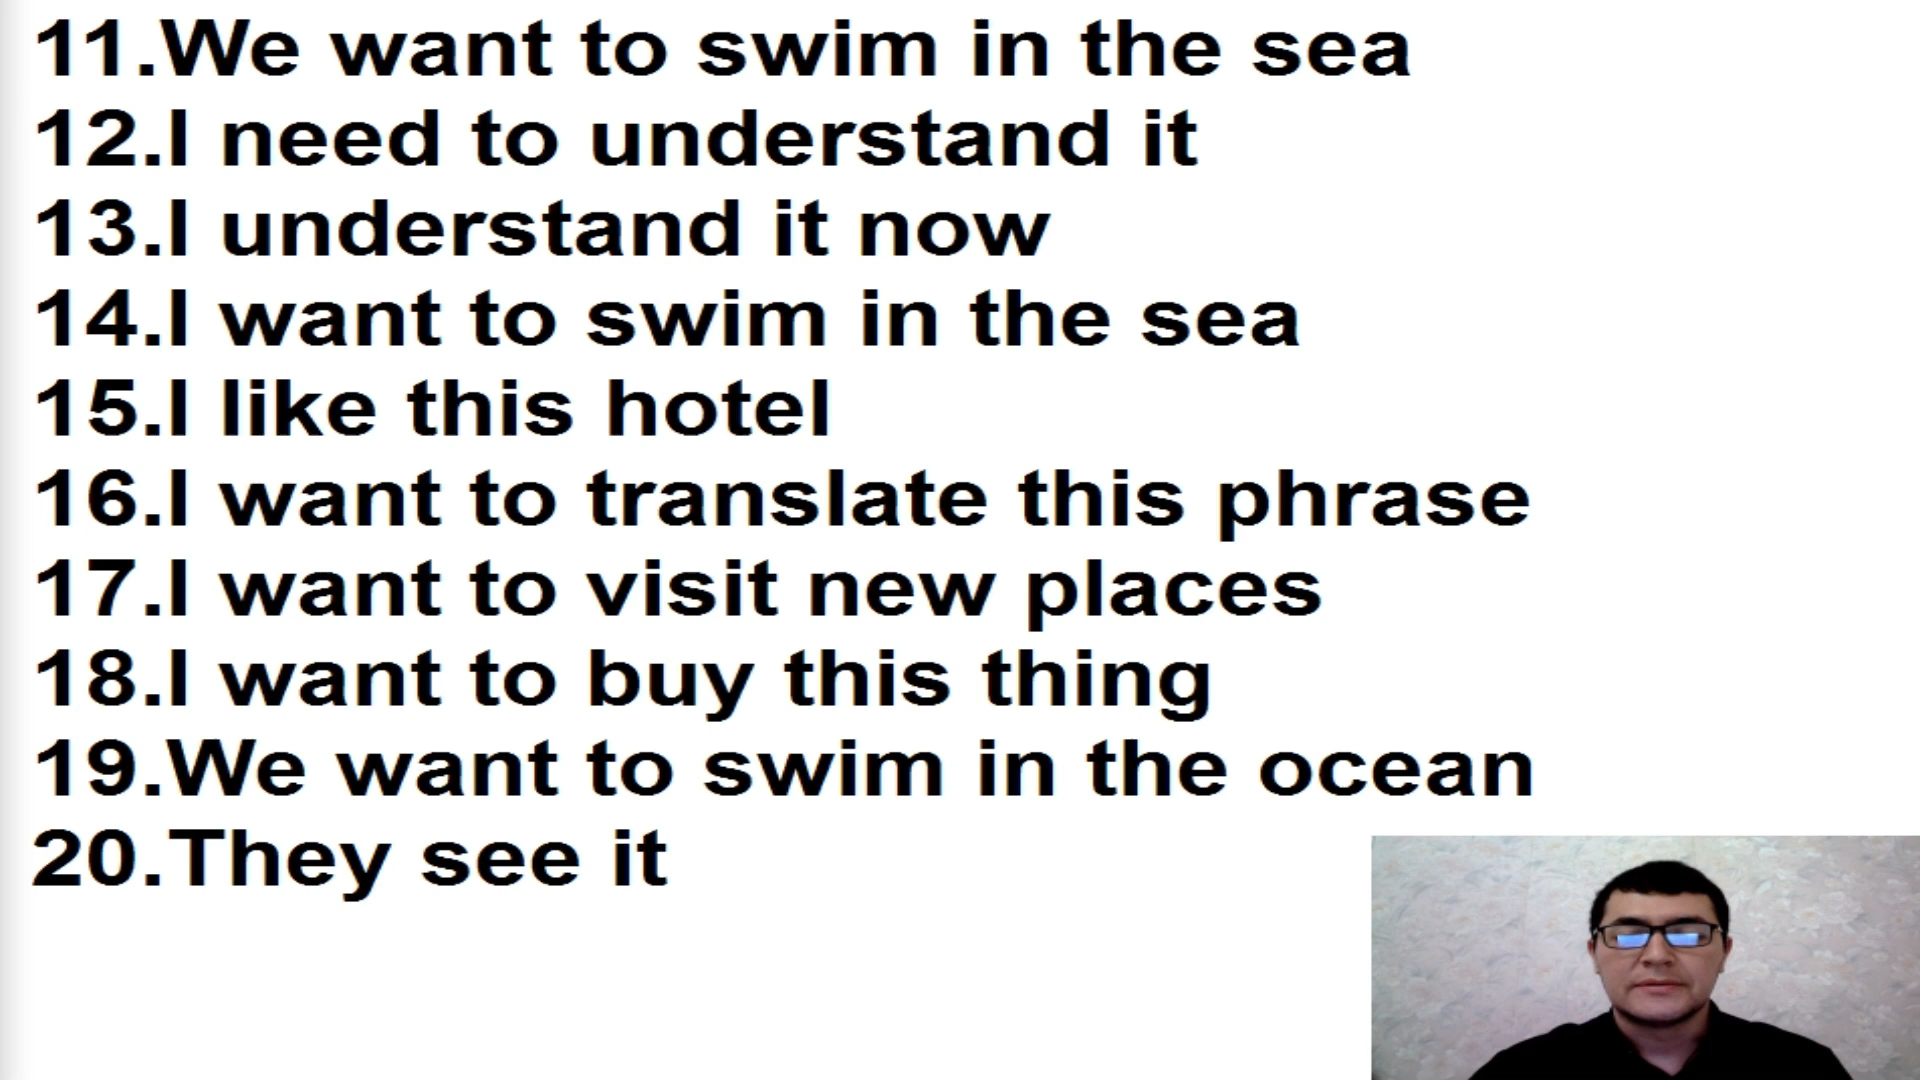 11.We want to swim in the sea
12.I need to understand it
13.I understand it now
14.I want to swim in the sea
15.I like this hotel
16.I want to translate this phrase
17.I want to visit new places
18.I want to buy this thing
19.We want to swim in the ocean
20.They see it